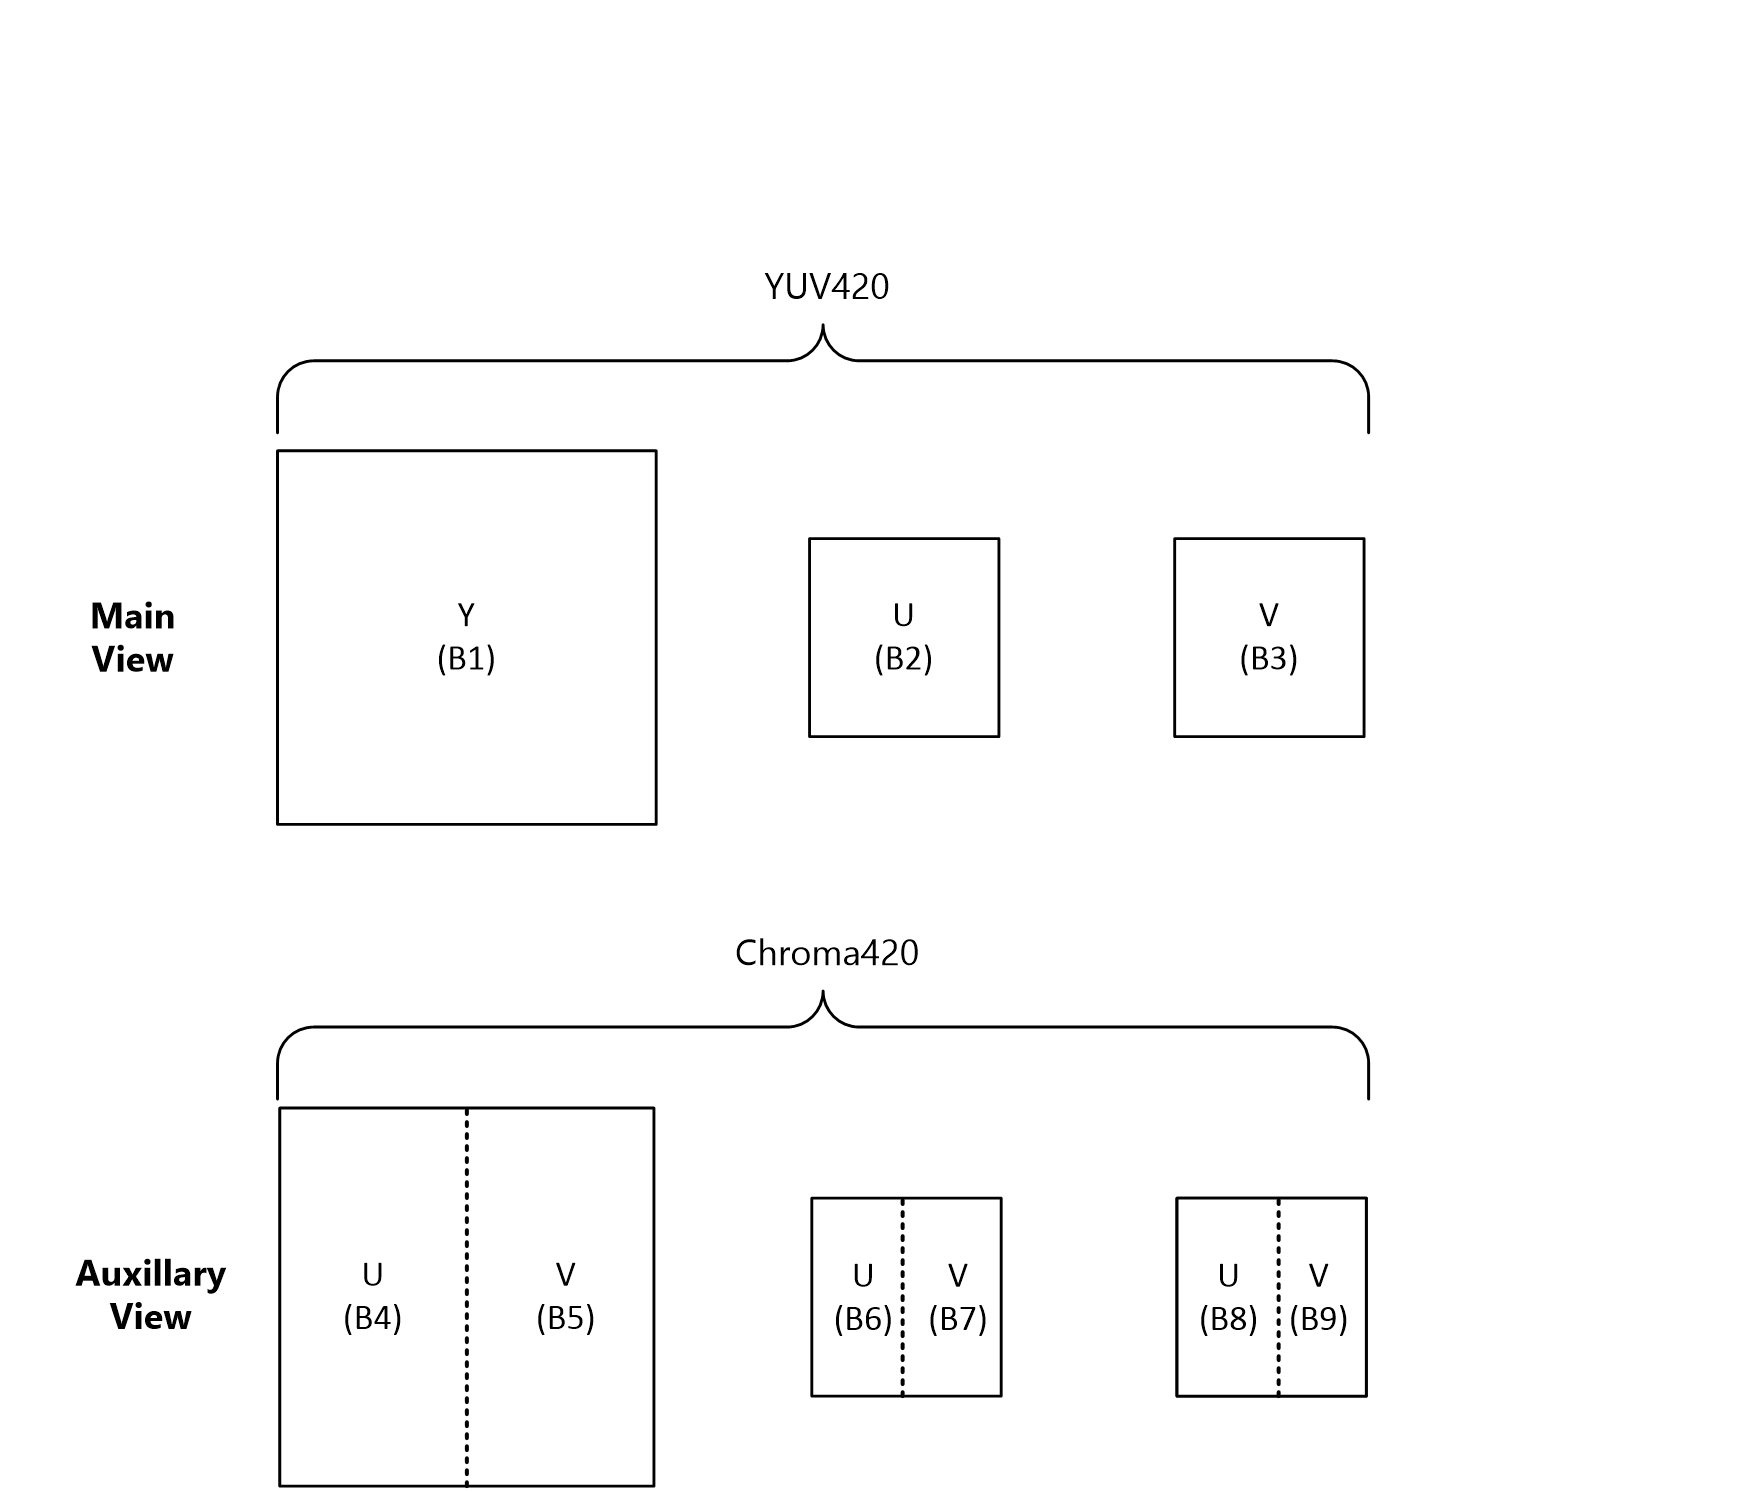 YUV420
Main
View
Y
(B1)
U
(B2)
V
(B3)
Chroma420
Auxillary
View
U
(B4)
V
(B5)
U
(B6)
V
(B7)
U
(B8)
V
(B9)